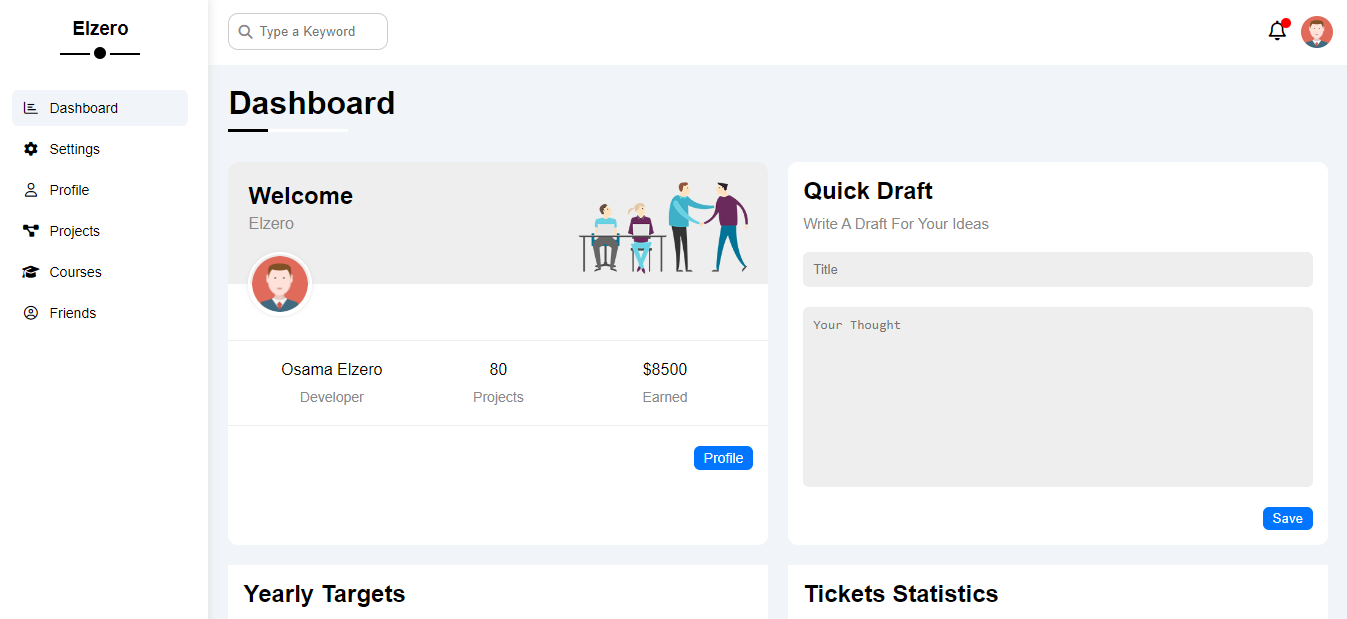 Elzero
Type a Keyword
Dashboard
Settings
Profile
Projects
Courses
Friends
Dashboard
Welcome
Elzero
Osama Elzero
Developer
80
Projects
$8500
Earned
Profile
Quick Draft
Write A Draft For Your Ideas
Title
Your Thought
Save
Yearly Targets
Tickets Statistics